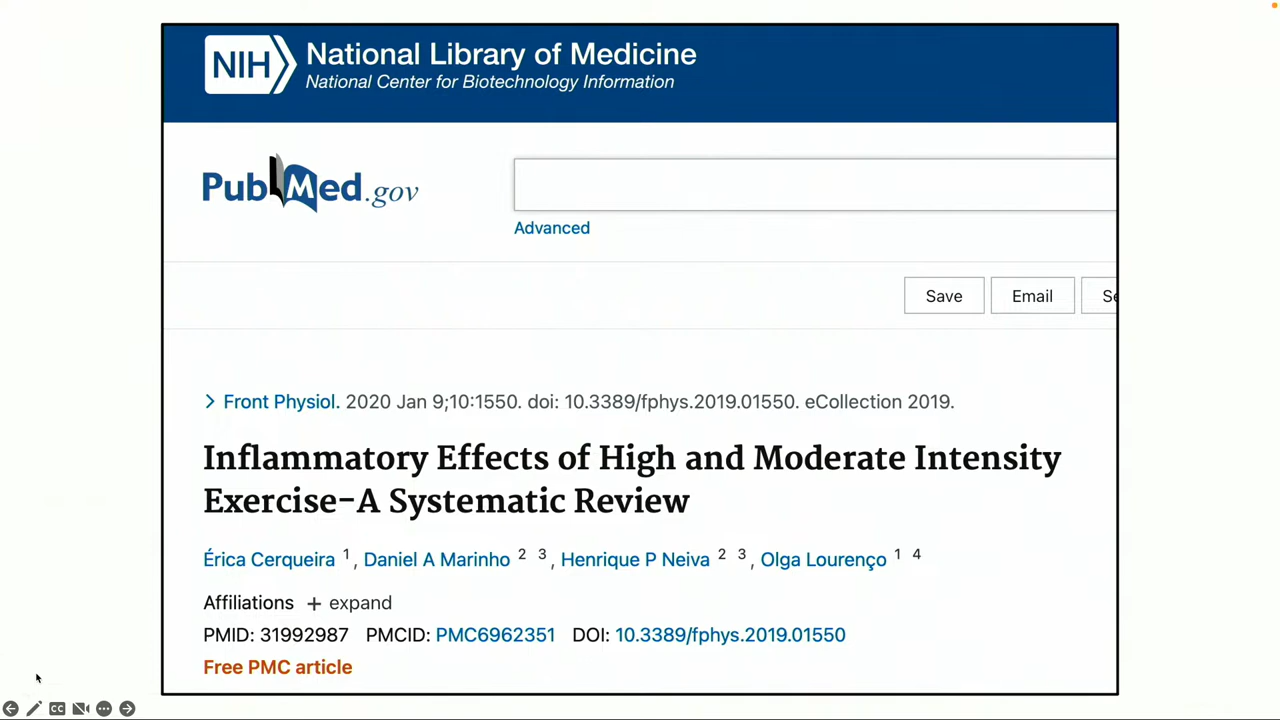 NIH
National Library of Medicine
National Center for Biotechnology Information
PubMed.gov
Advanced
Save
Email
Se
> Front Physiol. 2020 Jan 9;10:1550. doi: 10.3389/fphys.2019.01550. eCollection 2019.
Inflammatory Effects of High and Moderate Intensity
Exercise-A Systematic Review
Érica Cerqueira 1, Daniel A Marinho 2 3, Henrique P Neiva 2 3, Olga Lourenço 1 4
Affiliations + expand
PMID: 31992987 PMCID: PMC6962351 DOI: 10.3389/fphys.2019.01550
Free PMC article
CC